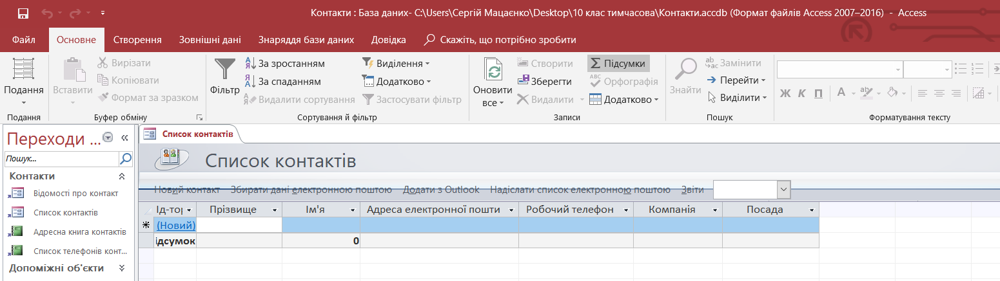 Контакти : База даних- C:\Users\Сергій Мацаєнко\Desktop\10 клас тимчасова\Контакти.accdb (Формат файлів Access 2007–2016) - Access
Файл Основне Створення Зовнішні дані Знаряддя бази даних Довідка Скажіть, що потрібно зробити
Подання
Подання
Вставити
Вирізати
Копіювати
Формат за зразком
Буфер обміну
Фільтр
За зростанням
За спаданням
Видалити сортування
Виділення
Додатково
Застосувати фільтр
Сортування й фільтр
Оновити
все
Створити
Зберегти
Видалити
Підсумки
Орфографія
Додатково
Записи
Знайти
Замінити
Перейти
Виділити
Пошук
Ж К П А
Форматування тексту
Переходи ...
Пошук...
Контакти
Відомості про контакт
Список контактів
Адресна книга контактів
Список телефонів конт...
Допоміжні об'єкти
Список контактів
Список контактів
Новий контакт Збирати дані електронною поштою Додати з Outlook Надіслати список електронною поштою Звіти
Ід-тор Прізвище Ім'я Адреса електронної пошти Робочий телефон Компанія Посада
(Новий)
ідсумок 0